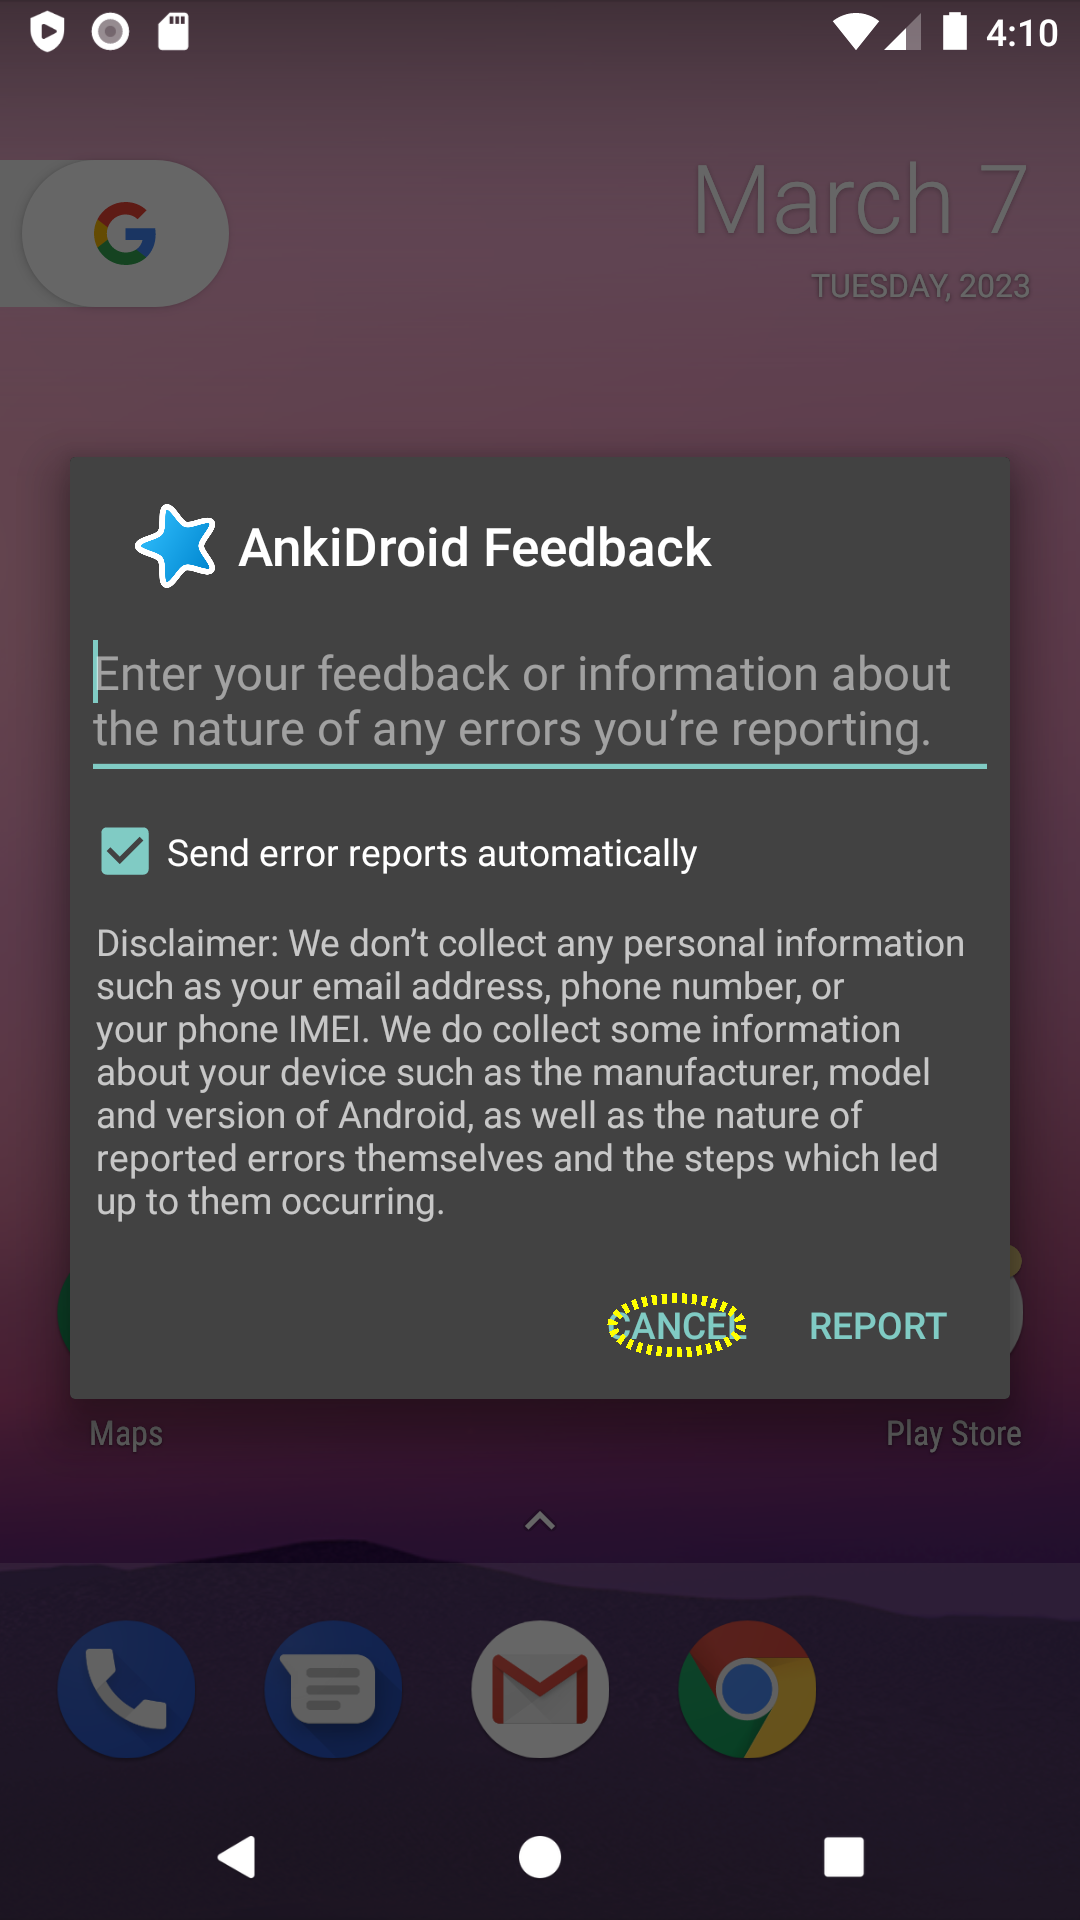 4:10
March 7
TUESDAY, 2023
AnkiDroid Feedback
Enter your feedback or information about
the nature of any errors you’re reporting.
Send error reports automatically
Disclaimer: We don’t collect any personal information
such as your email address, phone number, or
your phone IMEI. We do collect some information
about your device such as the manufacturer, model
and version of Android, as well as the nature of
reported errors themselves and the steps which led
up to them occurring.
CANCEL REPORT
Maps Play Store